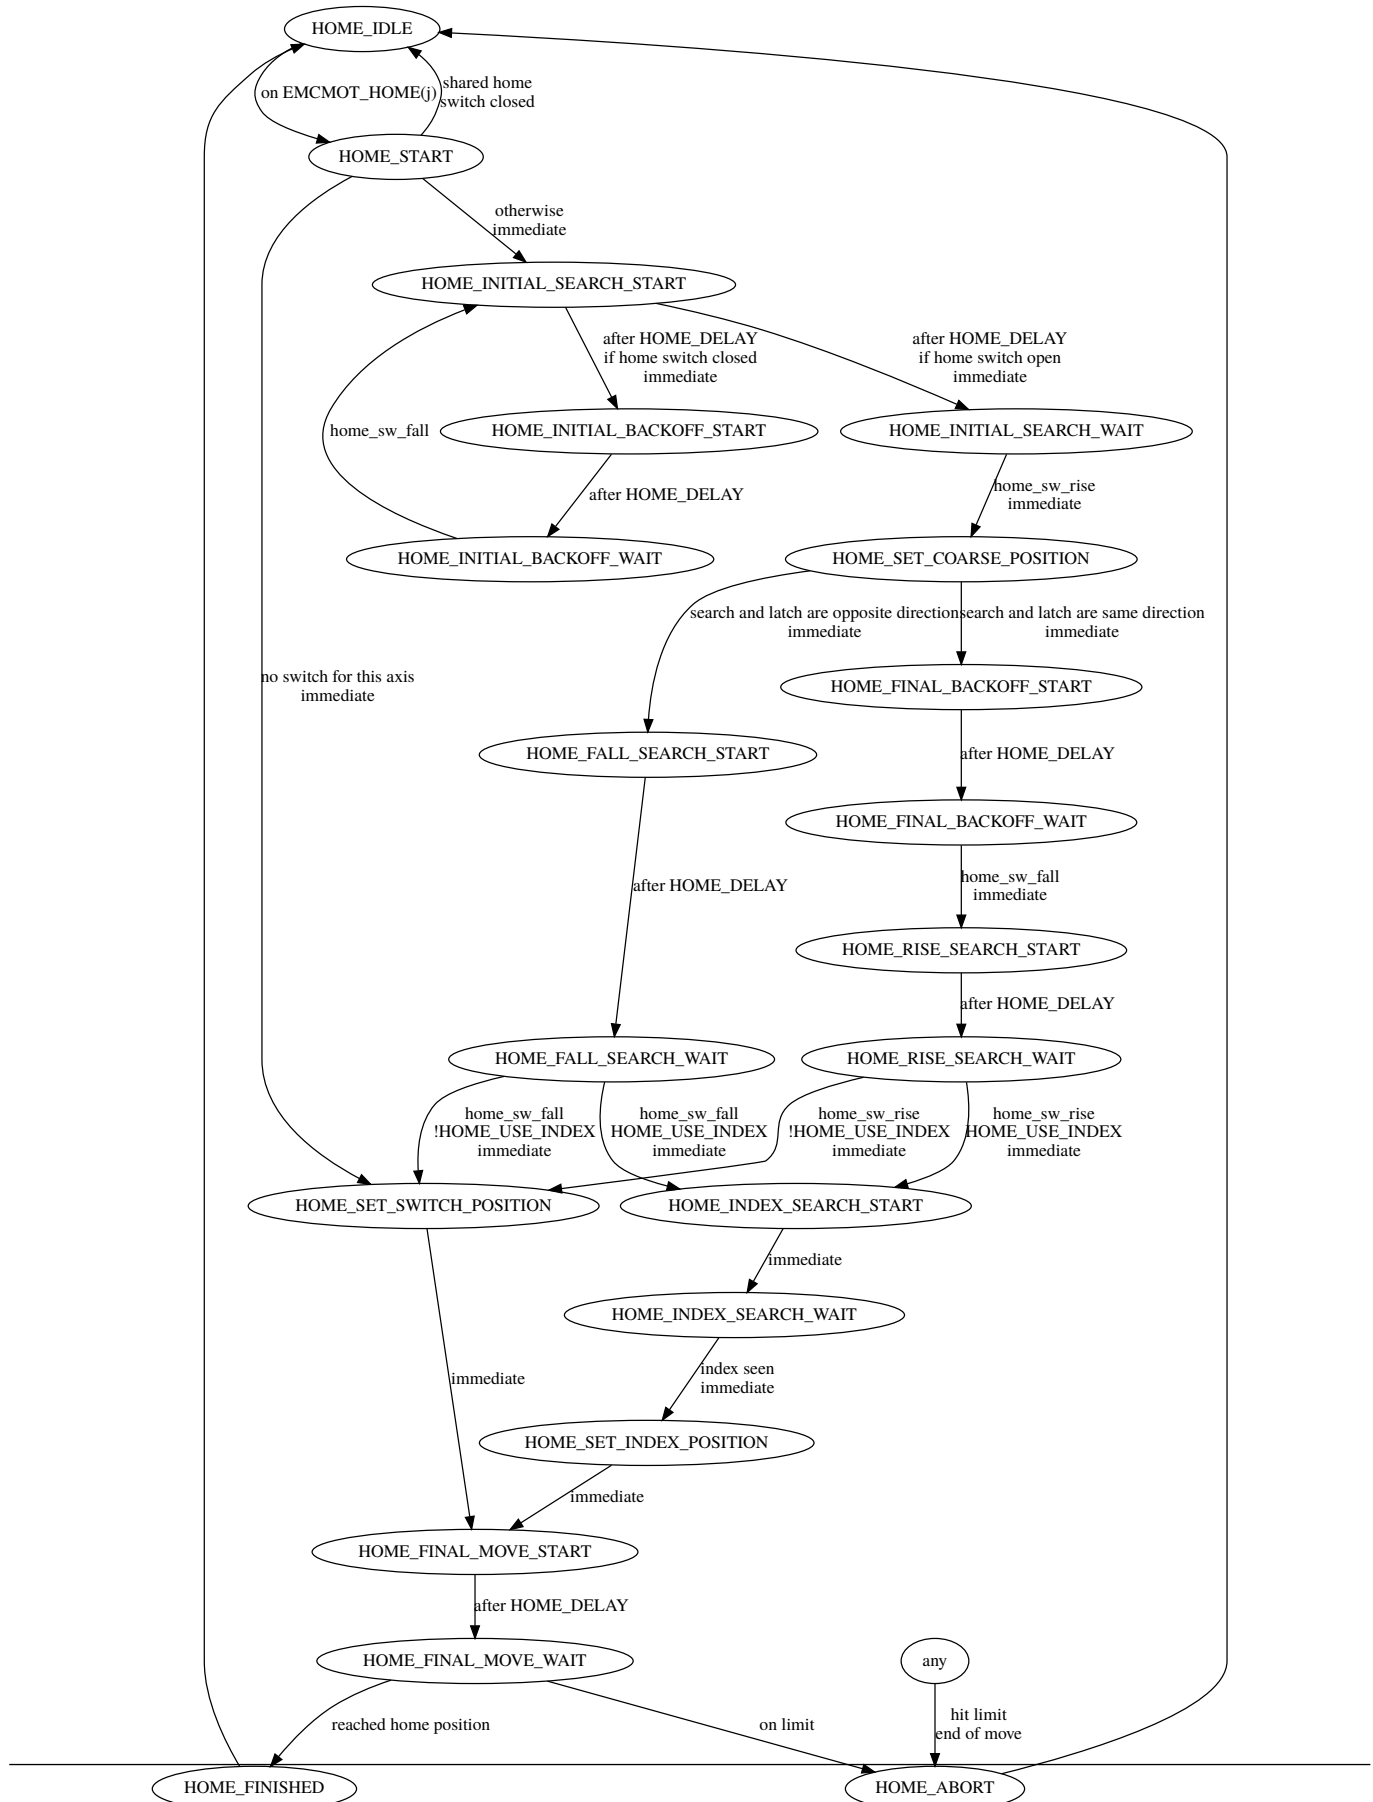 HOME_IDLE
on EMCMOT_HOME(j)
shared home
switch closed
HOME_START
otherwise
immediate
HOME_INITIAL_SEARCH_START
after HOME_DELAY
if home switch closed
immediate
after HOME_DELAY
if home switch open
immediate
home_sw_fall
HOME_INITIAL_BACKOFF_START
HOME_INITIAL_SEARCH_WAIT
after HOME_DELAY
home_sw_rise
immediate
HOME_INITIAL_BACKOFF_WAIT
HOME_SET_COARSE_POSITION
search and latch are opposite direction
immediate
search and latch are same direction
immediate
no switch for this axis
immediate
HOME_FINAL_BACKOFF_START
HOME_FALL_SEARCH_START
after HOME_DELAY
HOME_FINAL_BACKOFF_WAIT
after HOME_DELAY
home_sw_fall
immediate
HOME_RISE_SEARCH_START
after HOME_DELAY
HOME_FALL_SEARCH_WAIT
HOME_RISE_SEARCH_WAIT
home_sw_fall
!HOME_USE_INDEX
immediate
home_sw_fall
HOME_USE_INDEX
immediate
home_sw_rise
!HOME_USE_INDEX
immediate
home_sw_rise
HOME_USE_INDEX
immediate
HOME_SET_SWITCH_POSITION
HOME_INDEX_SEARCH_START
immediate
HOME_INDEX_SEARCH_WAIT
immediate
index seen
immediate
HOME_SET_INDEX_POSITION
immediate
HOME_FINAL_MOVE_START
after HOME_DELAY
HOME_FINAL_MOVE_WAIT
any
reached home position
on limit
hit limit
end of move
HOME_FINISHED
HOME_ABORT